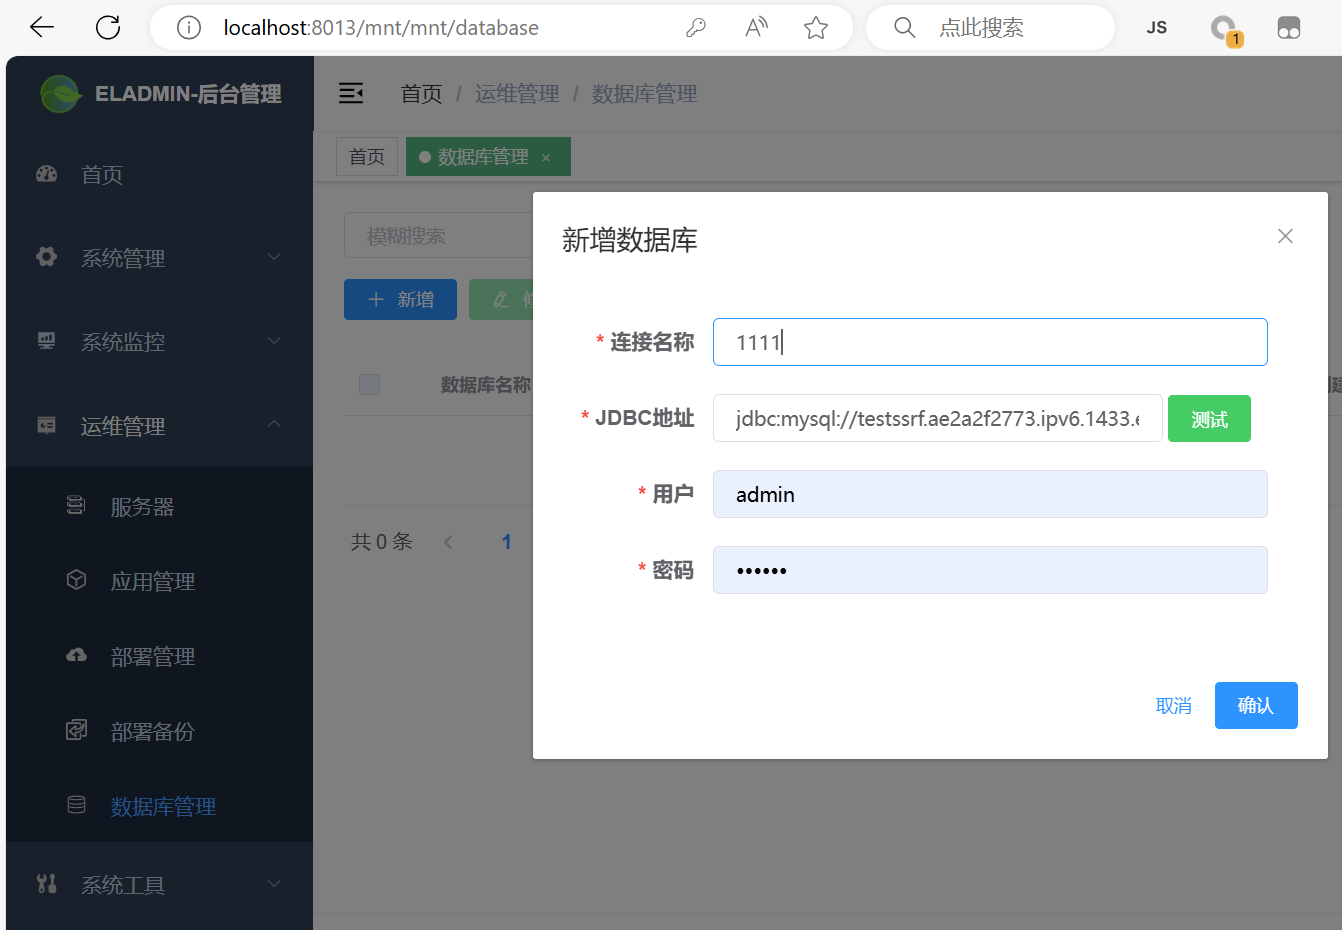 localhost:8013/mnt/mnt/database
点此搜索
JS
1
ELADMIN-后台管理
首页 / 运维管理 / 数据库管理
首页
数据库管理 ×
首页
系统管理
系统监控
运维管理
服务器
应用管理
部署管理
部署备份
数据库管理
系统工具
模糊搜索
新增
数据库名称
共 0 条
1
新增数据库
* 连接名称
1111
* JDBC地址
jdbc:mysql://testssrf.ae2a2f2773.ipv6.1433.e
测试
* 用户
admin
* 密码
••••••
取消
确认